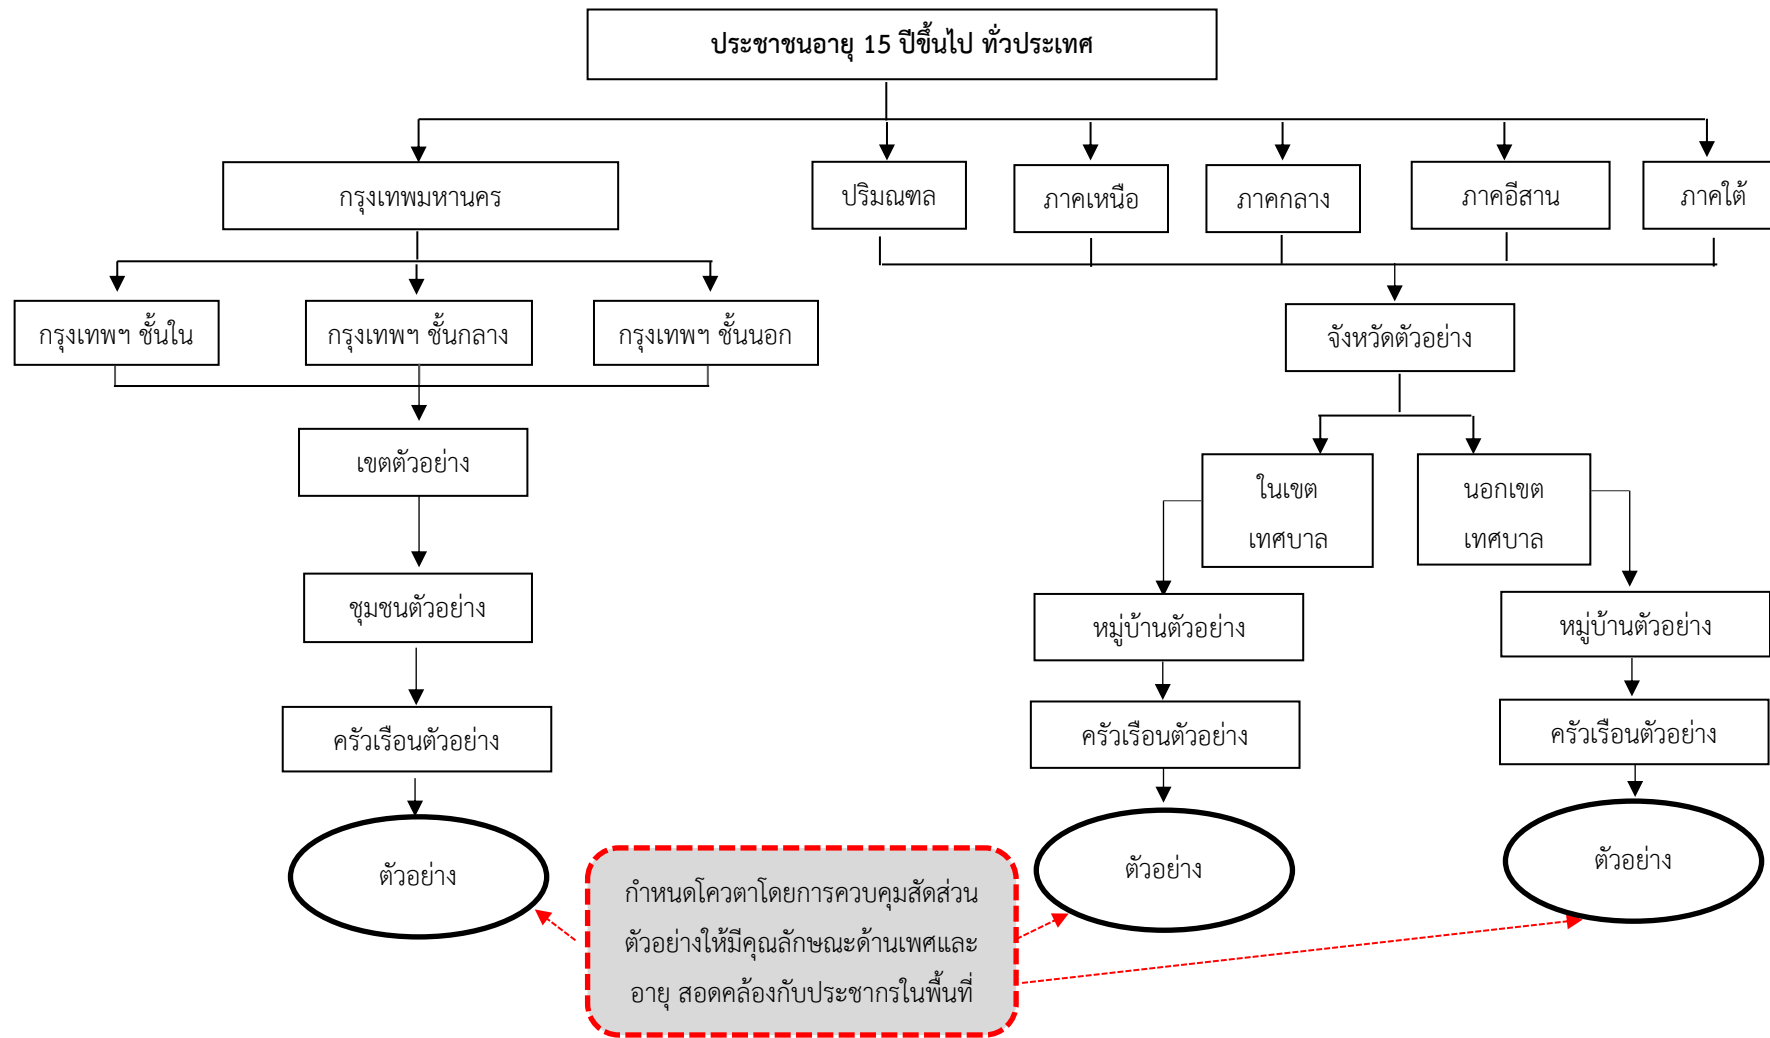 ประชาชนอายุ 15 ปีขึ้นไป ทั่วประเทศ
กรุงเทพมหานคร
ปริมณฑล
ภาคเหนือ
ภาคกลาง
ภาคอีสาน
ภาคใต้
กรุงเทพฯ ชั้นใน
กรุงเทพฯ ชั้นกลาง
กรุงเทพฯ ชั้นนอก
จังหวัดตัวอย่าง
เขตตัวอย่าง
ในเขต
เทศบาล
นอกเขต
เทศบาล
ชุมชนตัวอย่าง
หมู่บ้านตัวอย่าง
หมู่บ้านตัวอย่าง
ครัวเรือนตัวอย่าง
ครัวเรือนตัวอย่าง
ครัวเรือนตัวอย่าง
ตัวอย่าง
ตัวอย่าง
ตัวอย่าง
กำหนดโควตาโดยการควบคุมสัดส่วน
ตัวอย่างให้มีคุณลักษณะด้านเพศและ
อายุ สอดคล้องกับประชากรในพื้นที่